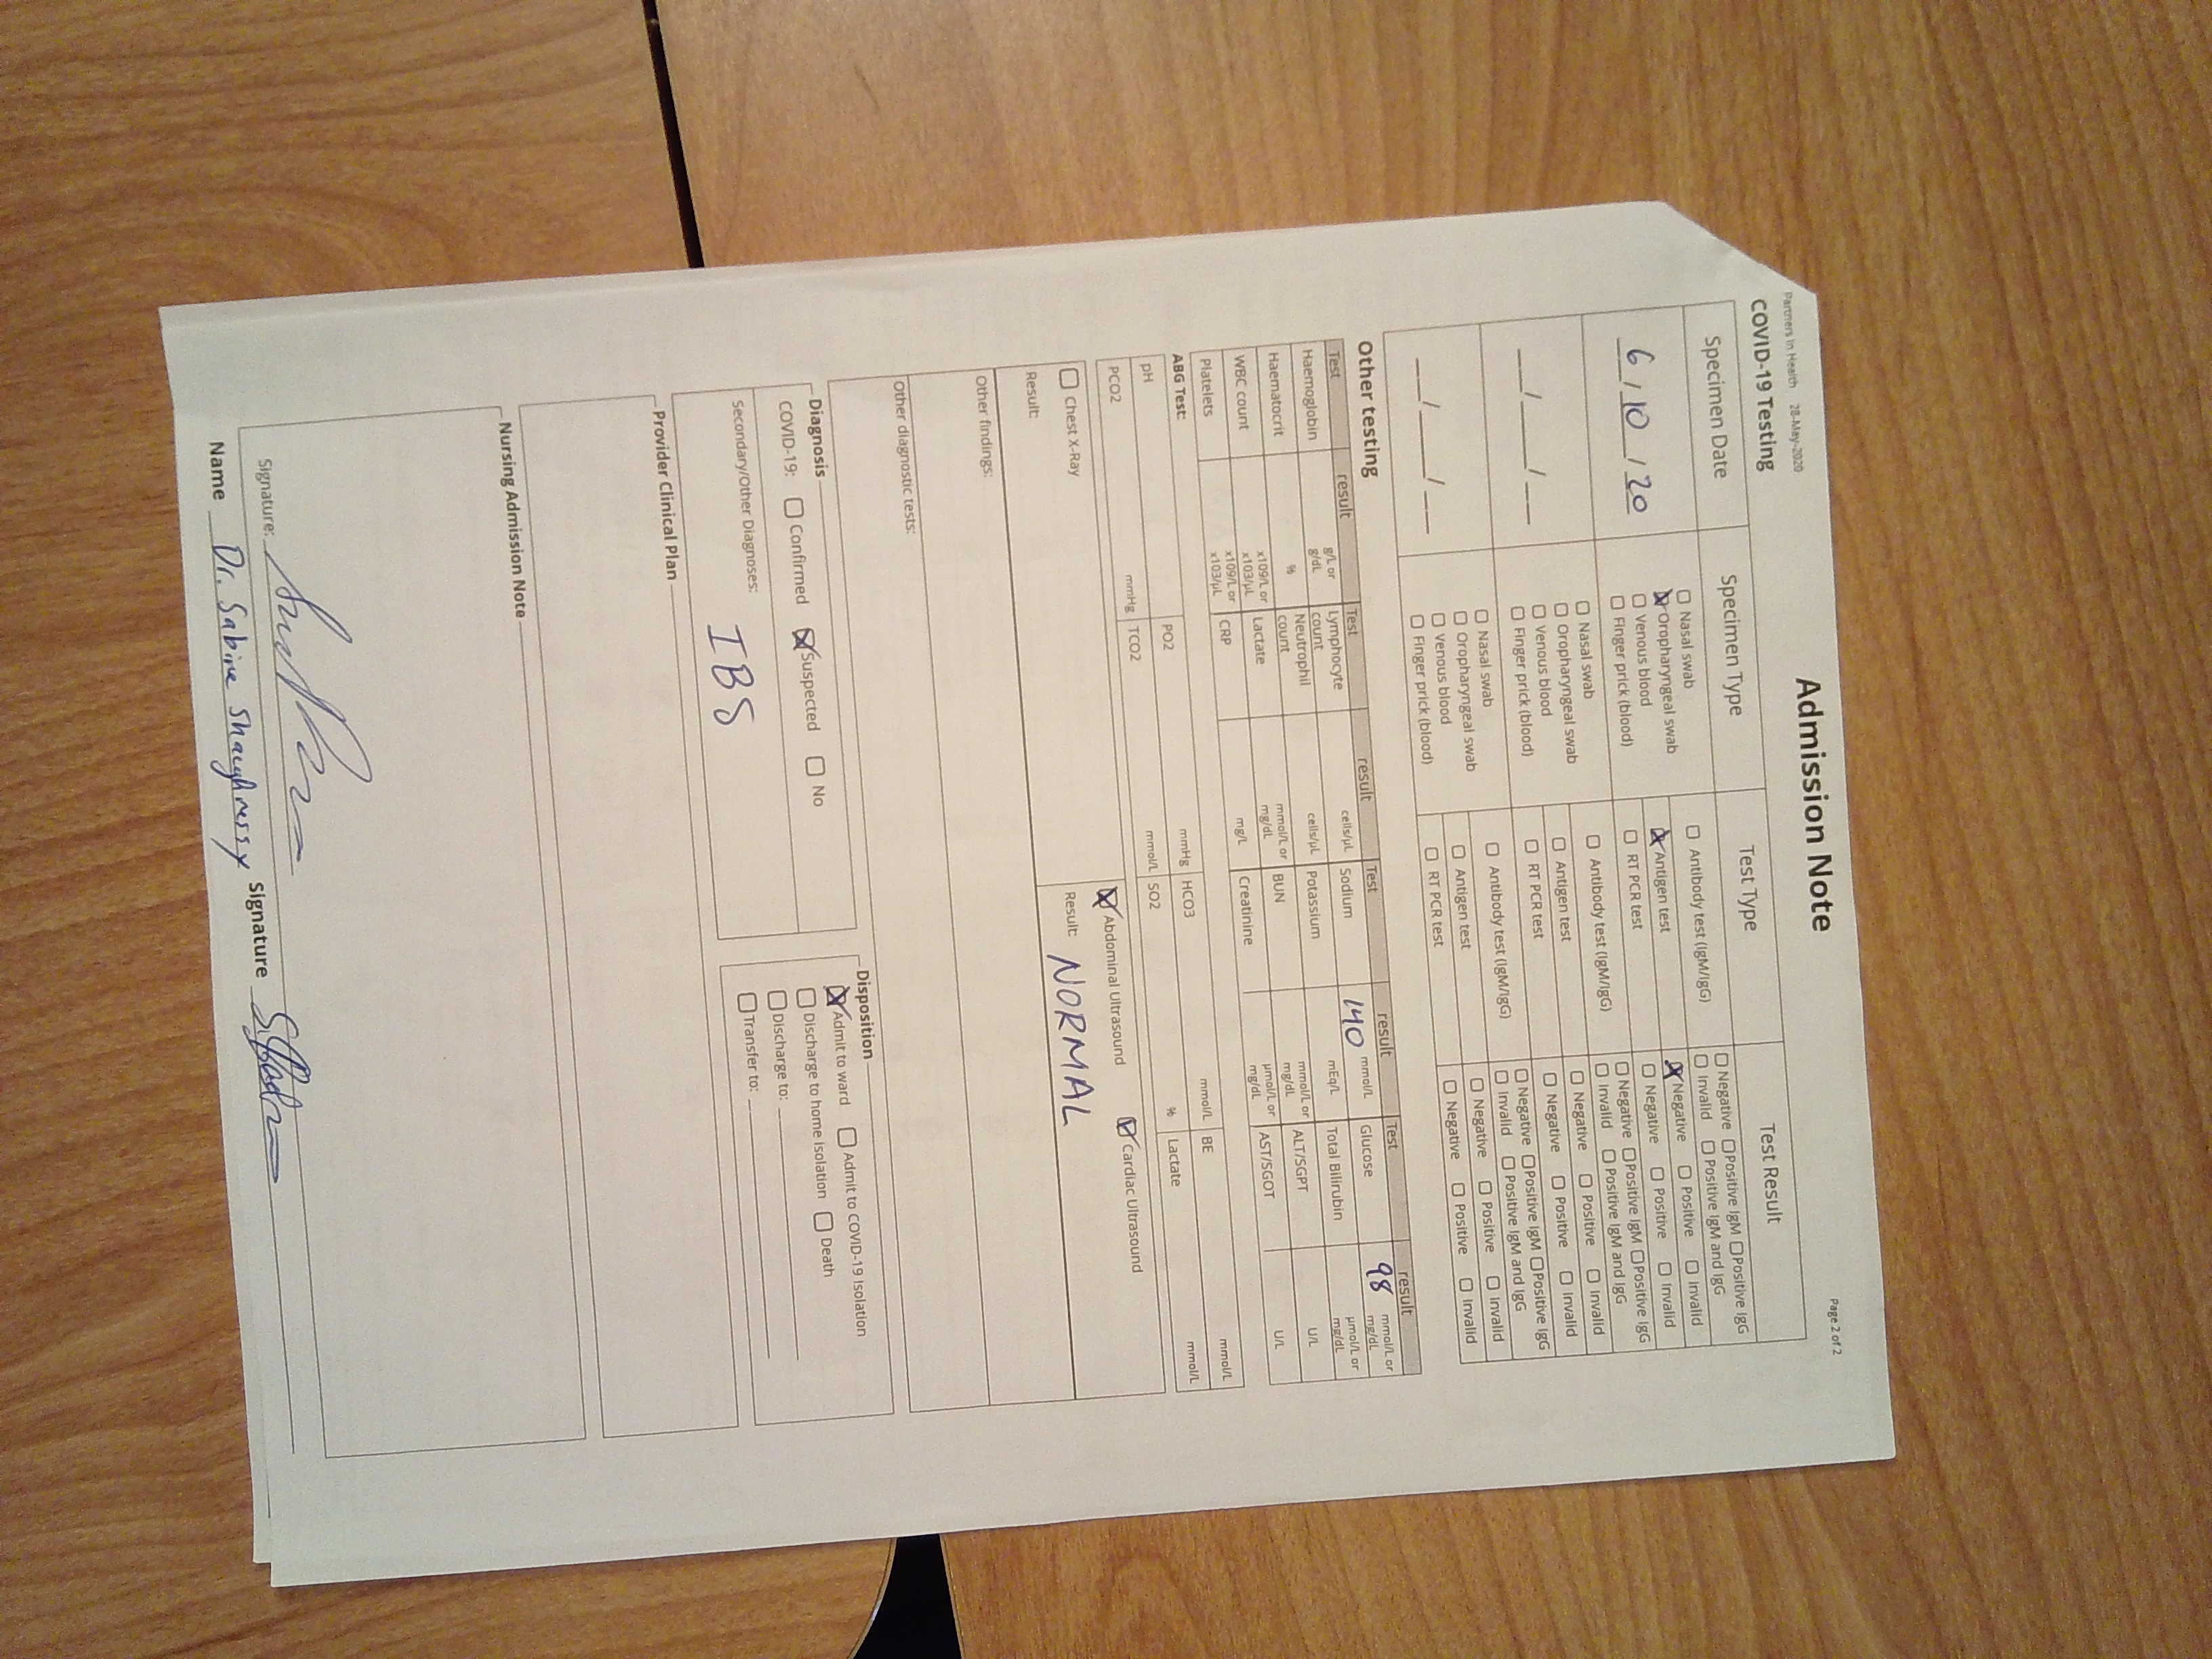 Partners In Health 28-May-2020
Page 2 of 2
Admission Note
COVID-19 Testing
Specimen Date Specimen Type Test Type Test Result
6 / 10 / 20
☐ Nasal swab
☒ Oropharyngeal swab
☐ Venous blood
☐ Finger prick (blood)
☐ Antibody test (IgM/IgG) ☐ Negative ☐ Positive IgM ☐ Positive IgG
☐ Invalid ☐ Positive IgM and IgG
☒ Antigen test ☒ Negative ☐ Positive ☐ Invalid
☐ RT PCR test ☐ Negative ☐ Positive ☐ Invalid
__/__/__
☐ Nasal swab
☐ Oropharyngeal swab
☐ Venous blood
☐ Finger prick (blood)
☐ Antibody test (IgM/IgG) ☐ Negative ☐ Positive IgM ☐ Positive IgG
☐ Invalid ☐ Positive IgM and IgG
☐ Antigen test ☐ Negative ☐ Positive ☐ Invalid
☐ RT PCR test ☐ Negative ☐ Positive ☐ Invalid
__/__/__
☐ Nasal swab
☐ Oropharyngeal swab
☐ Venous blood
☐ Finger prick (blood)
☐ Antibody test (IgM/IgG) ☐ Negative ☐ Positive IgM ☐ Positive IgG
☐ Invalid ☐ Positive IgM and IgG
☐ Antigen test ☐ Negative ☐ Positive ☐ Invalid
☐ RT PCR test ☐ Negative ☐ Positive ☐ Invalid
Other testing
Test result Test result Test result Test result
Haemoglobin g/L or g/dL Lymphocyte count cells/µL Sodium 140 mmol/L Glucose 98 mmol/L or mg/dL
Haematocrit % Neutrophil count cells/µL Potassium mEq/L Total Bilirubin µmol/L or mg/dL
WBC count x109/L or x103/µL Lactate mmol/L or mg/dL BUN mmol/L or mg/dL ALT/SGPT U/L
Platelets x109/L or x103/µL CRP mg/L Creatinine µmol/L or mg/dL AST/SGOT U/L
ABG Test:
pH PO2 mmHg HCO3 mmol/L BE mmol/L
PCO2 mmHg TCO2 mmol/L SO2 % Lactate mmol/L
☐ Chest X-Ray ☒ Abdominal Ultrasound ☒ Cardiac Ultrasound
Result: Result: NORMAL
Other findings:
Other diagnostic tests:
Diagnosis
COVID-19: ☐ Confirmed ☒ Suspected ☐ No
Secondary/Other Diagnoses:
IBS
Disposition
☒ Admit to ward ☐ Admit to COVID-19 Isolation
☐ Discharge to home isolation ☐ Death
☐ Discharge to:
☐ Transfer to:
Provider Clinical Plan
Nursing Admission Note
Signature:
Name Dr. Sabine Shaughnessy Signature